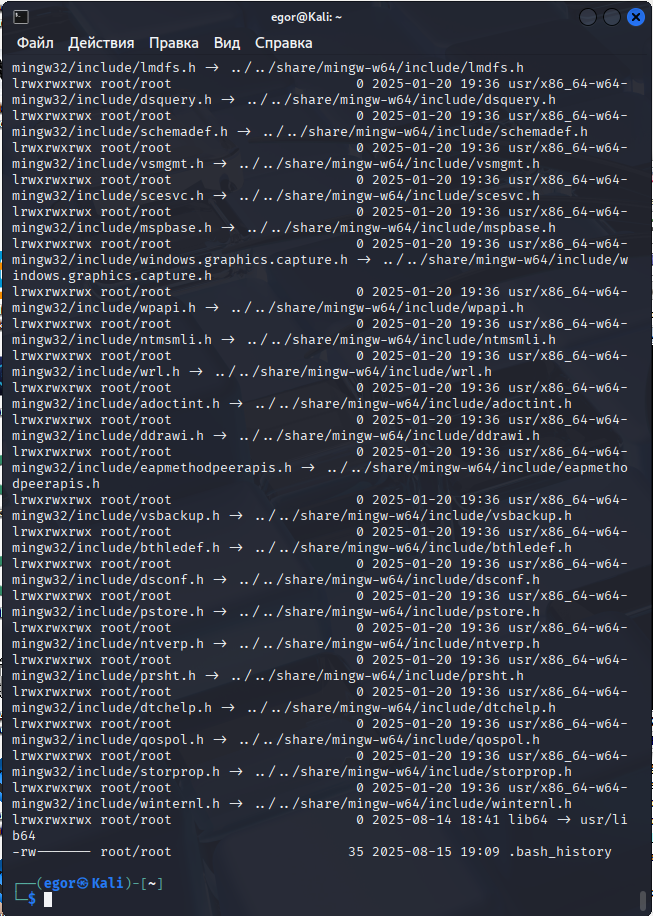 egor@Kali: ~
Файл Действия Правка Вид Справка
mingw32/include/lmdfs.h → ../../share/mingw-w64/include/lmdfs.h
lrwxrwxrwx root/root 0 2025-01-20 19:36 usr/x86_64-w64-
mingw32/include/dsquery.h → ../../share/mingw-w64/include/dsquery.h
lrwxrwxrwx root/root 0 2025-01-20 19:36 usr/x86_64-w64-
mingw32/include/schemadef.h → ../../share/mingw-w64/include/schemadef.h
lrwxrwxrwx root/root 0 2025-01-20 19:36 usr/x86_64-w64-
mingw32/include/vsmgmt.h → ../../share/mingw-w64/include/vsmgmt.h
lrwxrwxrwx root/root 0 2025-01-20 19:36 usr/x86_64-w64-
mingw32/include/scesvc.h → ../../share/mingw-w64/include/scesvc.h
lrwxrwxrwx root/root 0 2025-01-20 19:36 usr/x86_64-w64-
mingw32/include/mspbase.h → ../../share/mingw-w64/include/mspbase.h
lrwxrwxrwx root/root 0 2025-01-20 19:36 usr/x86_64-w64-
mingw32/include/windows.graphics.capture.h → ../../share/mingw-w64/include/w
indows.graphics.capture.h
lrwxrwxrwx root/root 0 2025-01-20 19:36 usr/x86_64-w64-
mingw32/include/wpapi.h → ../../share/mingw-w64/include/wpapi.h
lrwxrwxrwx root/root 0 2025-01-20 19:36 usr/x86_64-w64-
mingw32/include/ntmsmli.h → ../../share/mingw-w64/include/ntmsmli.h
lrwxrwxrwx root/root 0 2025-01-20 19:36 usr/x86_64-w64-
mingw32/include/wrl.h → ../../share/mingw-w64/include/wrl.h
lrwxrwxrwx root/root 0 2025-01-20 19:36 usr/x86_64-w64-
mingw32/include/adoctint.h → ../../share/mingw-w64/include/adoctint.h
lrwxrwxrwx root/root 0 2025-01-20 19:36 usr/x86_64-w64-
mingw32/include/ddrawi.h → ../../share/mingw-w64/include/ddrawi.h
lrwxrwxrwx root/root 0 2025-01-20 19:36 usr/x86_64-w64-
mingw32/include/eapmethodpeerapis.h → ../../share/mingw-w64/include/eapmetho
dpeerapis.h
lrwxrwxrwx root/root 0 2025-01-20 19:36 usr/x86_64-w64-
mingw32/include/vsbackup.h → ../../share/mingw-w64/include/vsbackup.h
lrwxrwxrwx root/root 0 2025-01-20 19:36 usr/x86_64-w64-
mingw32/include/bthledef.h → ../../share/mingw-w64/include/bthledef.h
lrwxrwxrwx root/root 0 2025-01-20 19:36 usr/x86_64-w64-
mingw32/include/dsconf.h → ../../share/mingw-w64/include/dsconf.h
lrwxrwxrwx root/root 0 2025-01-20 19:36 usr/x86_64-w64-
mingw32/include/pstore.h → ../../share/mingw-w64/include/pstore.h
lrwxrwxrwx root/root 0 2025-01-20 19:36 usr/x86_64-w64-
mingw32/include/ntverp.h → ../../share/mingw-w64/include/ntverp.h
lrwxrwxrwx root/root 0 2025-01-20 19:36 usr/x86_64-w64-
mingw32/include/prsht.h → ../../share/mingw-w64/include/prsht.h
lrwxrwxrwx root/root 0 2025-01-20 19:36 usr/x86_64-w64-
mingw32/include/dtchelp.h → ../../share/mingw-w64/include/dtchelp.h
lrwxrwxrwx root/root 0 2025-01-20 19:36 usr/x86_64-w64-
mingw32/include/qospol.h → ../../share/mingw-w64/include/qospol.h
lrwxrwxrwx root/root 0 2025-01-20 19:36 usr/x86_64-w64-
mingw32/include/storprop.h → ../../share/mingw-w64/include/storprop.h
lrwxrwxrwx root/root 0 2025-01-20 19:36 usr/x86_64-w64-
mingw32/include/winternl.h → ../../share/mingw-w64/include/winternl.h
lrwxrwxrwx root/root 0 2025-08-14 18:41 lib64 → usr/li
b64
-rw------- root/root 35 2025-08-15 19:09 .bash_history
┌──(egor㉿Kali)-[~]
└─$